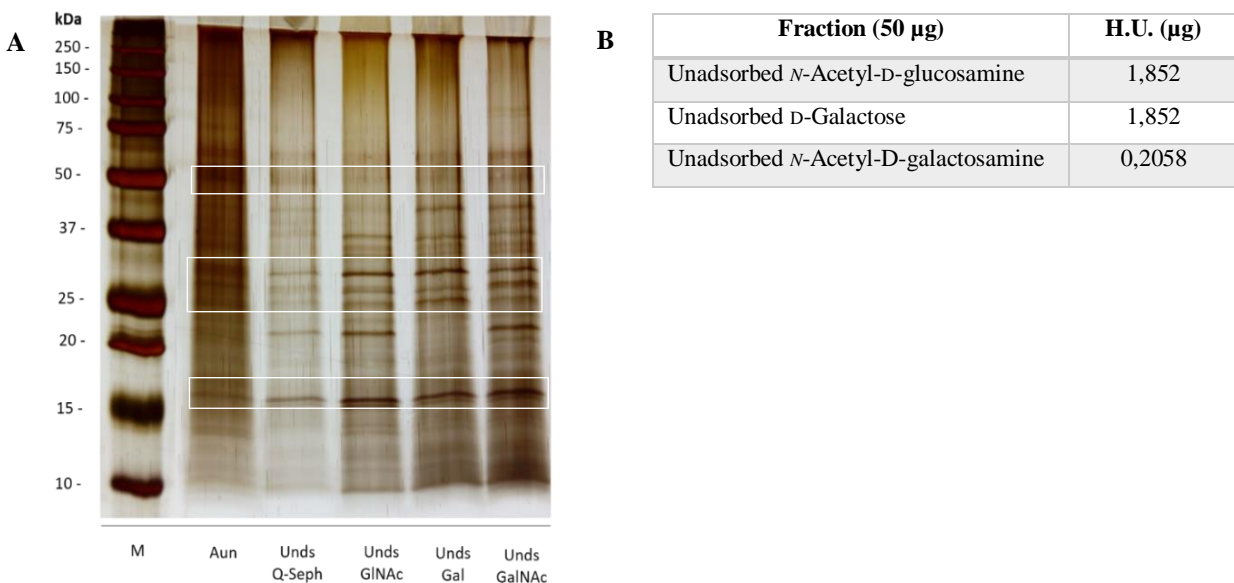 A
kDa
250 -
150 -
100 -
75 -
50 -
37 -
25 -
20 -
15 -
10 -
M
Aun
Unds
Q-Seph
Unds
GlNAc
Unds
Gal
Unds
GalNAc
B
Fraction (50 µg) H.U. (µg)
Unadsorbed N-Acetyl-D-glucosamine 1,852
Unadsorbed D-Galactose 1,852
Unadsorbed N-Acetyl-D-galactosamine 0,2058